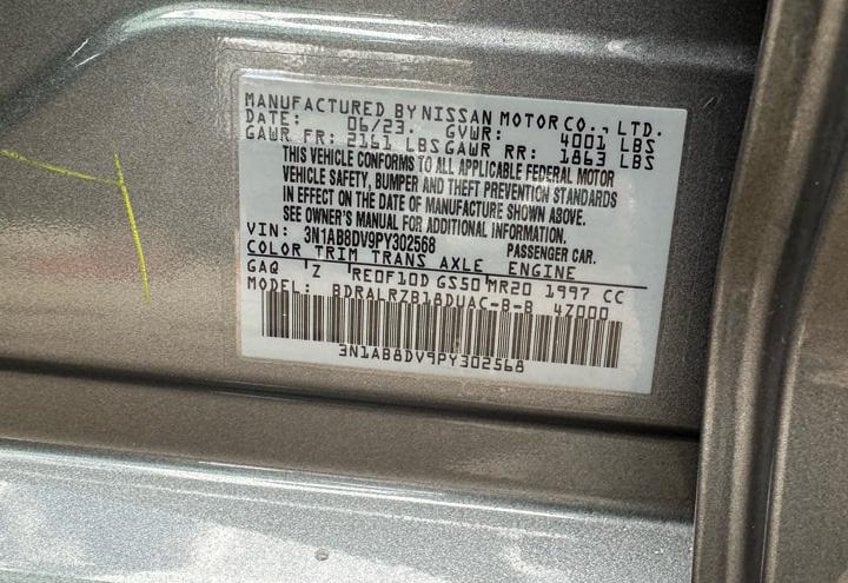 MANUFACTURED BY NISSAN MOTOR CO., LTD.
DATE: 06/23. GVWR: 4001 LBS
GAWR FR: 2161 LBS GAWR RR: 1863 LBS
THIS VEHICLE CONFORMS TO ALL APPLICABLE FEDERAL MOTOR
VEHICLE SAFETY, BUMPER AND THEFT PREVENTION STANDARDS
IN EFFECT ON THE DATE OF MANUFACTURE SHOWN ABOVE.
SEE OWNER'S MANUAL FOR ADDITIONAL INFORMATION.
VIN: 3N1AB8DV9PY302568 PASSENGER CAR.
COLOR TRIM TRANS AXLE ENGINE
GAQ Z RE0F10D GS50 MR20 1997 CC
MODEL: BDRALRZB18DUAC-B-B 4Z000
3N1AB8DV9PY302568